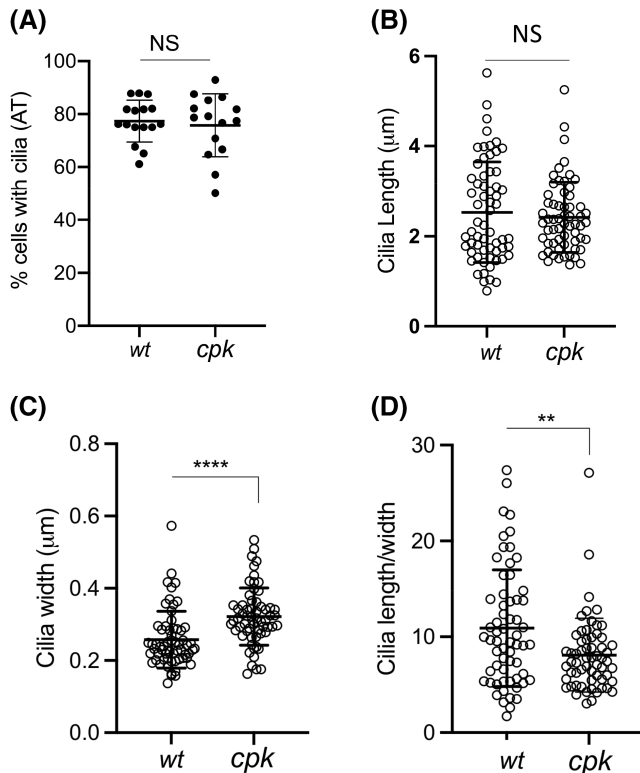 (A)
NS
% cells with cilia (AT)
100
80
60
40
20
0
wt
cpk
(B)
NS
Cilia Length (μm)
6
4
2
0
wt
cpk
(C)
****
Cilia width (μm)
0.8
0.6
0.4
0.2
0.0
wt
cpk
(D)
**
Cilia length/width
30
20
10
0
wt
cpk